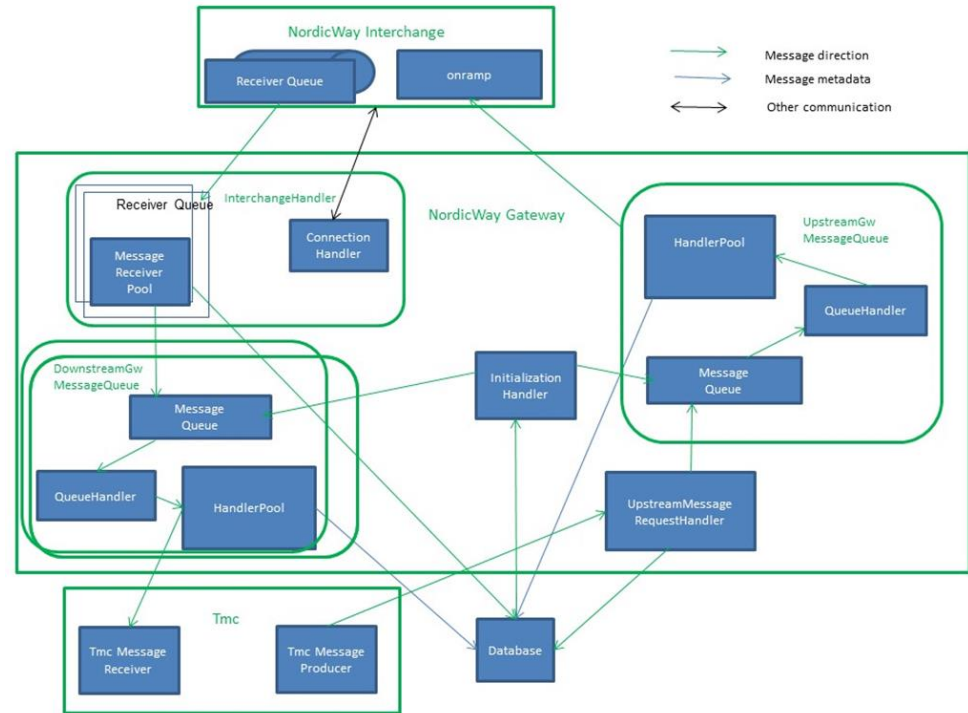 NordicWay Interchange
Receiver Queue
onramp
Message direction
Message metadata
Other communication
Receiver Queue
InterchangeHandler
NordicWay Gateway
Message
Receiver
Pool
Connection
Handler
HandlerPool
UpstreamGw
MessageQueue
QueueHandler
Message
Queue
DownstreamGw
MessageQueue
Message
Queue
Initialization
Handler
QueueHandler
HandlerPool
UpstreamMessage
RequestHandler
Tmc
Tmc Message
Receiver
Tmc Message
Producer
Database